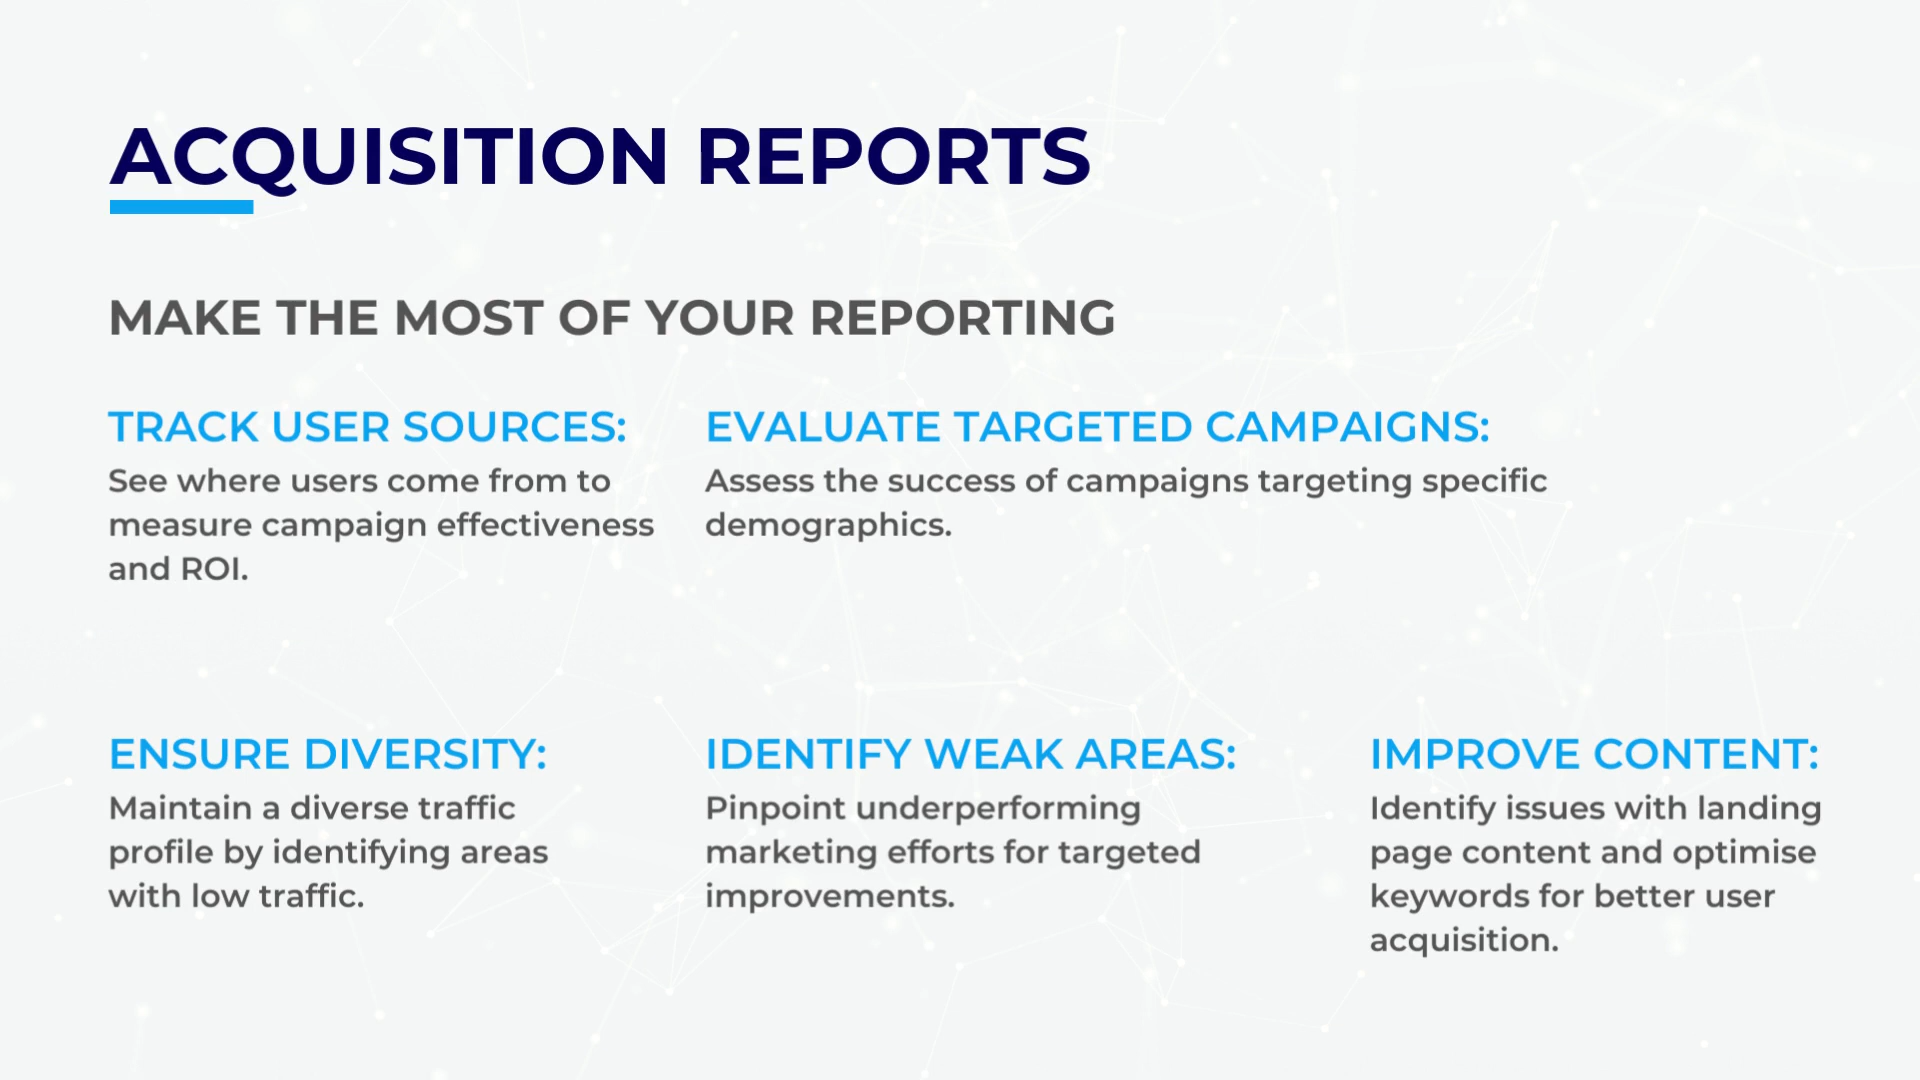 ACQUISITION REPORTS
MAKE THE MOST OF YOUR REPORTING
TRACK USER SOURCES:
See where users come from to
measure campaign effectiveness
and ROI.
EVALUATE TARGETED CAMPAIGNS:
Assess the success of campaigns targeting specific
demographics.
ENSURE DIVERSITY:
Maintain a diverse traffic
profile by identifying areas
with low traffic.
IDENTIFY WEAK AREAS:
Pinpoint underperforming
marketing efforts for targeted
improvements.
IMPROVE CONTENT:
Identify issues with landing
page content and optimise
keywords for better user
acquisition.